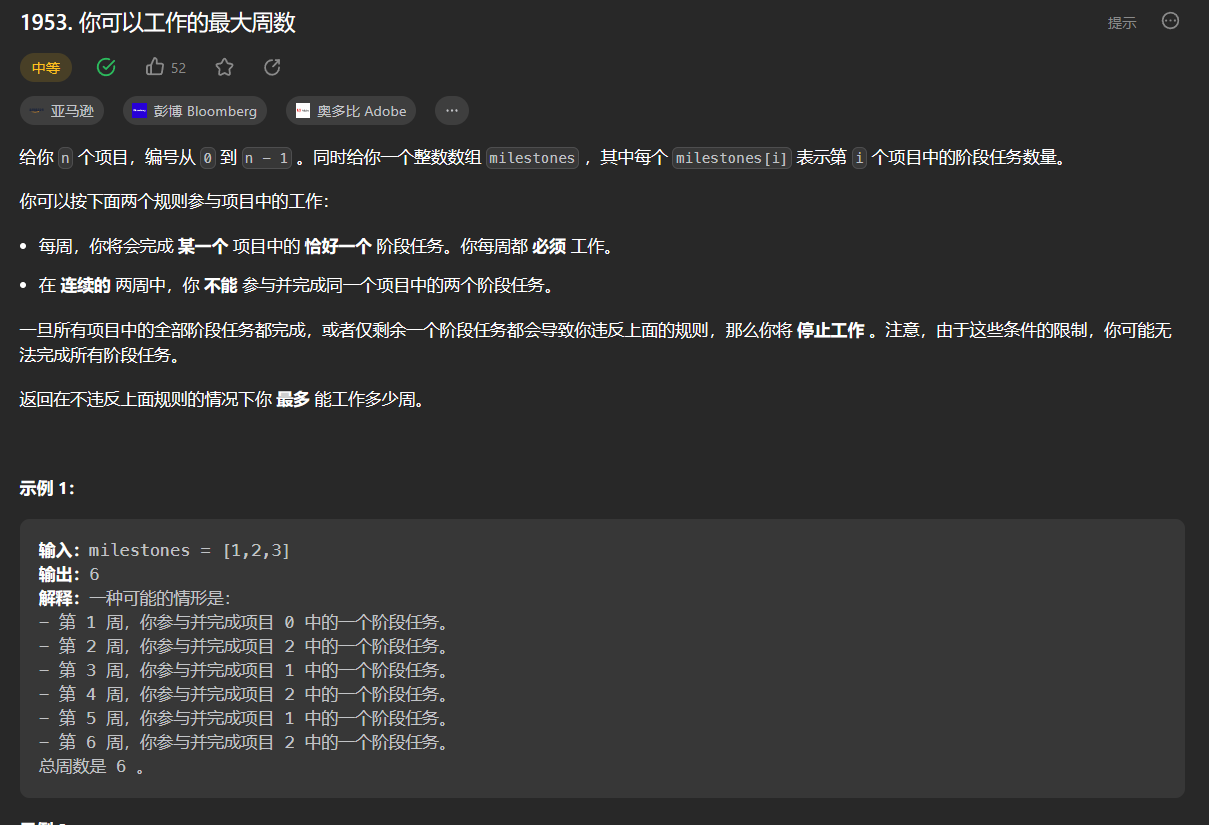 1953. 你可以工作的最大周数
提示
中等
52
亚马逊 彭博 Bloomberg 奥多比 Adobe
给你 n 个项目，编号从 0 到 n - 1 。同时给你一个整数数组 milestones ，其中每个 milestones[i] 表示第 i 个项目中的阶段任务数量。
你可以按下面两个规则参与项目中的工作：
• 每周，你将会完成 某一个 项目中的 恰好一个 阶段任务。你每周都 必须 工作。
• 在 连续的 两周中，你 不能 参与并完成同一个项目中的两个阶段任务。
一旦所有项目中的全部阶段任务都完成，或者仅剩余一个阶段任务都会导致你违反上面的规则，那么你将 停止工作 。注意，由于这些条件的限制，你可能无
法完成所有阶段任务。
返回在不违反上面规则的情况下你 最多 能工作多少周。
示例 1：
输入：milestones = [1,2,3]
输出：6
解释：一种可能的情形是：
- 第 1 周，你参与并完成项目 0 中的一个阶段任务。
- 第 2 周，你参与并完成项目 2 中的一个阶段任务。
- 第 3 周，你参与并完成项目 1 中的一个阶段任务。
- 第 4 周，你参与并完成项目 2 中的一个阶段任务。
- 第 5 周，你参与并完成项目 1 中的一个阶段任务。
- 第 6 周，你参与并完成项目 2 中的一个阶段任务。
总周数是 6 。